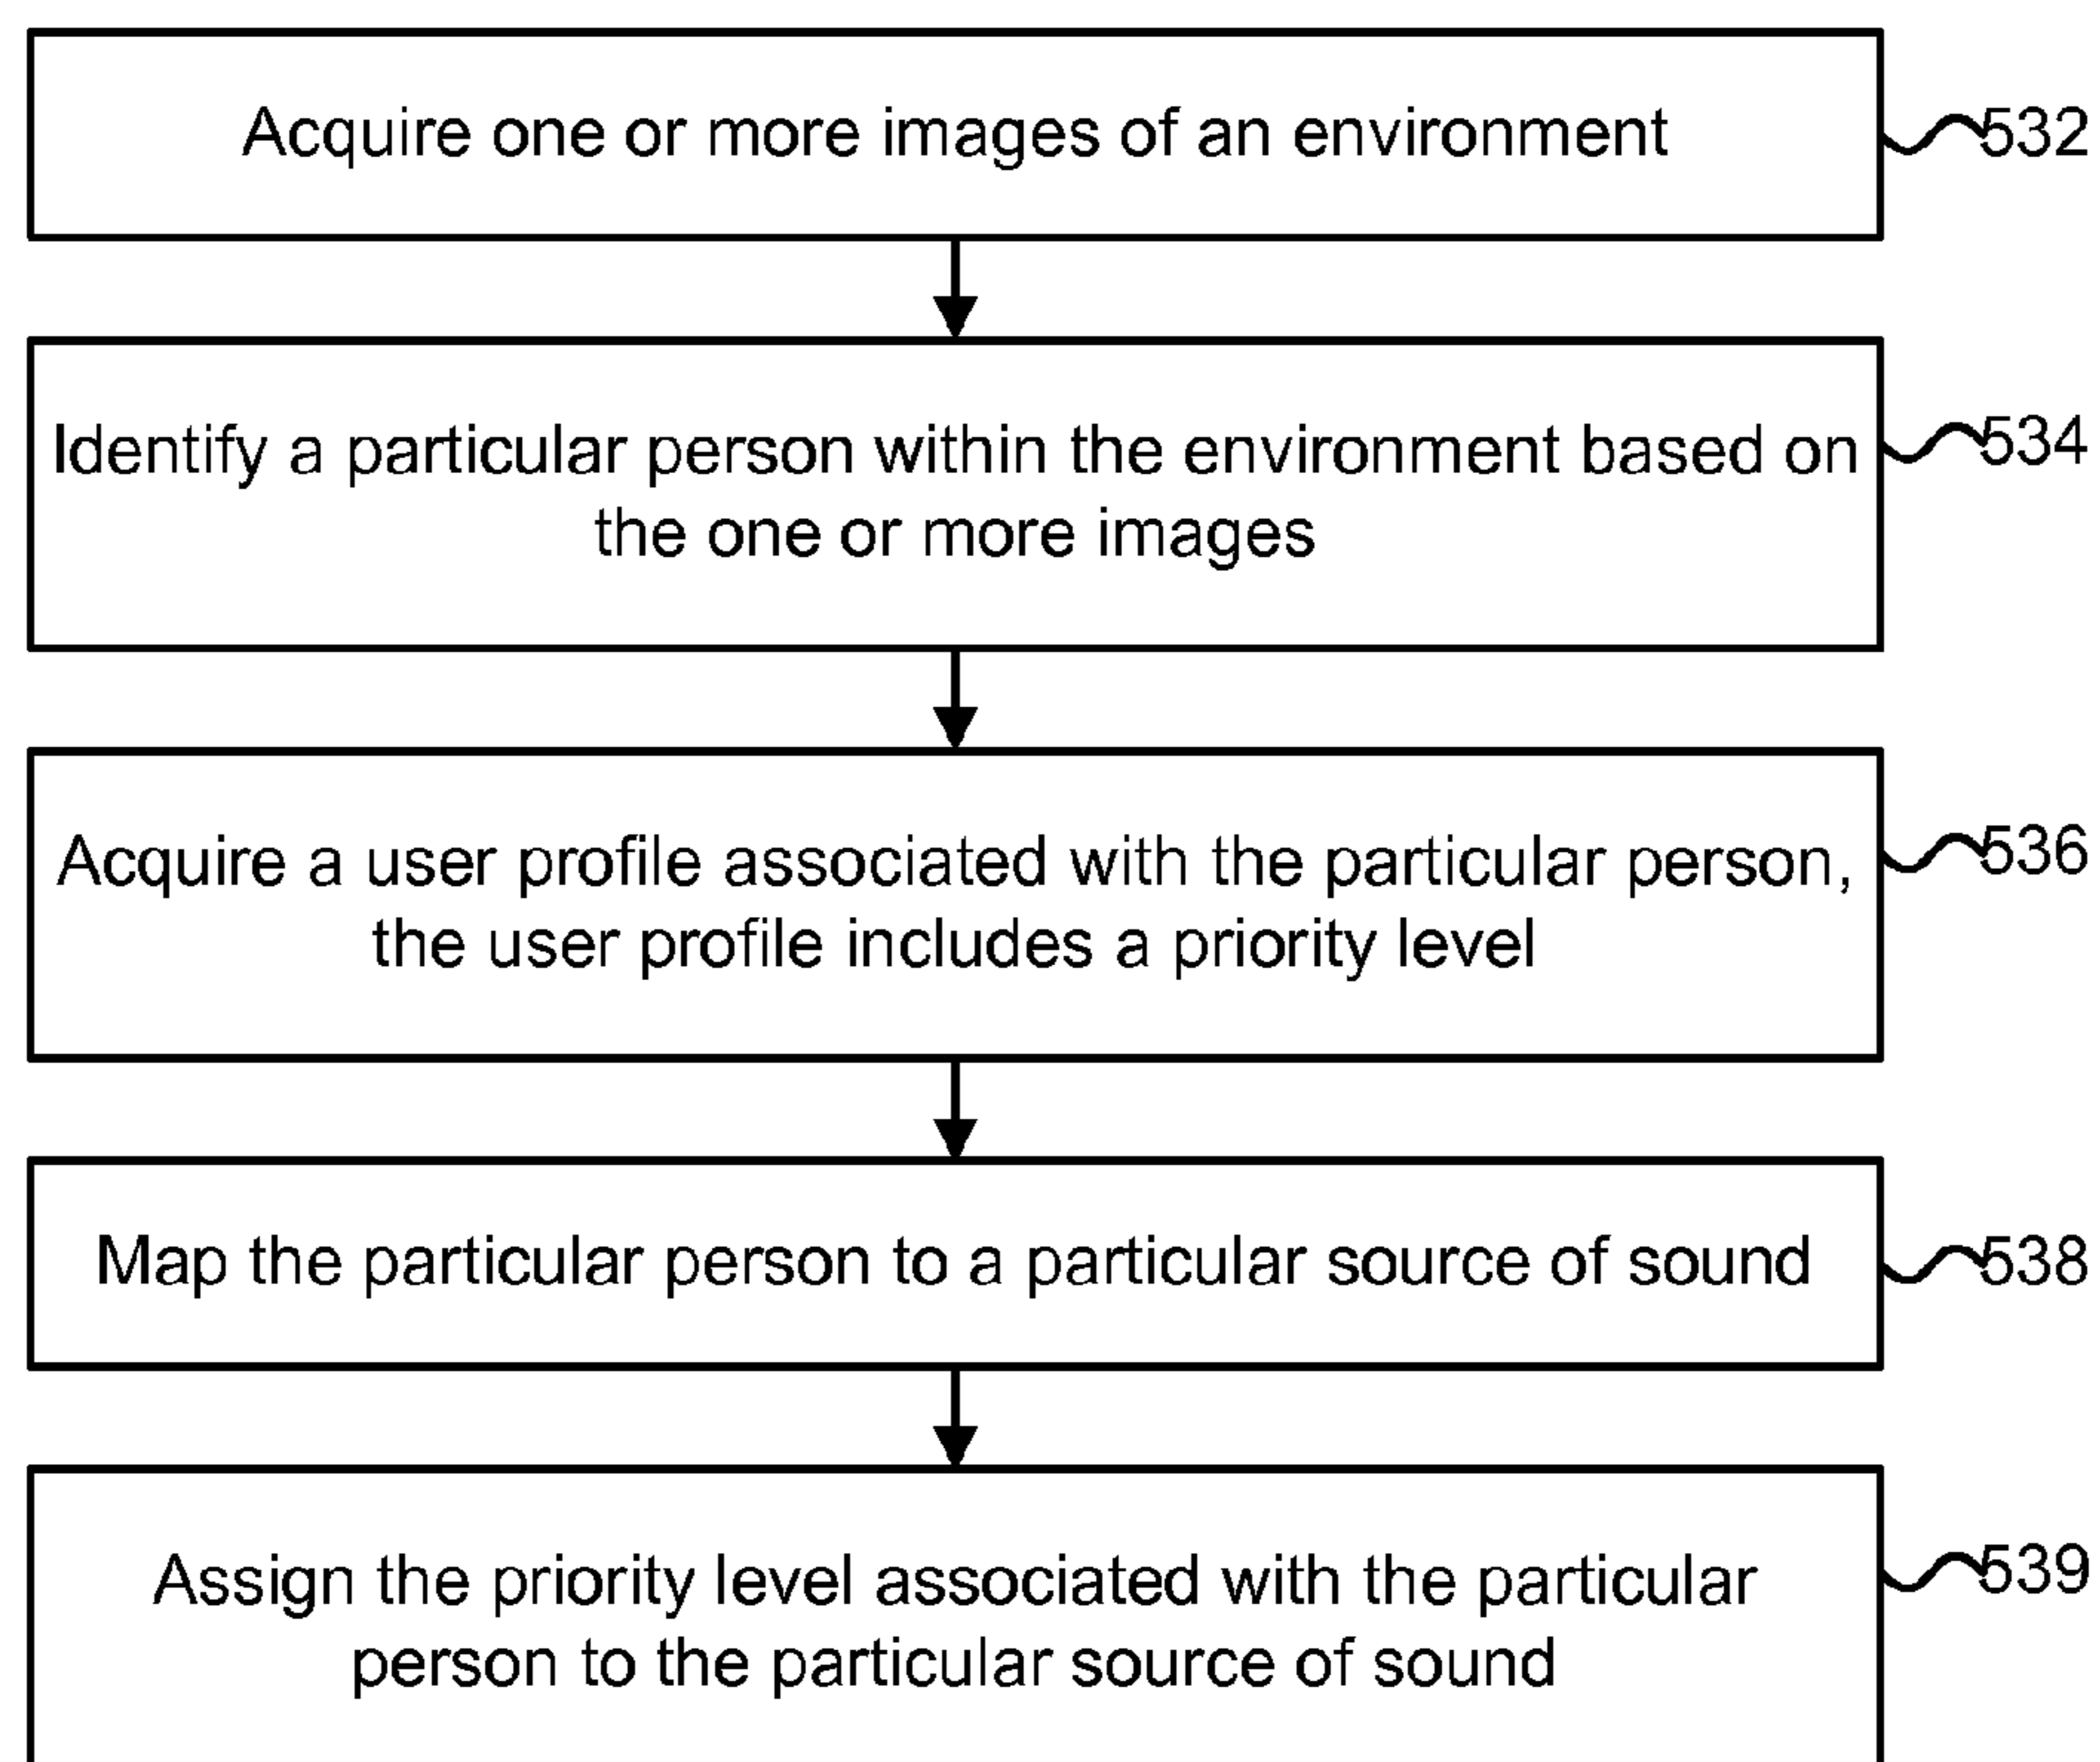 Acquire one or more images of an environment
532
Identify a particular person within the environment based on
the one or more images
534
Acquire a user profile associated with the particular person,
the user profile includes a priority level
536
Map the particular person to a particular source of sound
538
Assign the priority level associated with the particular
person to the particular source of sound
539